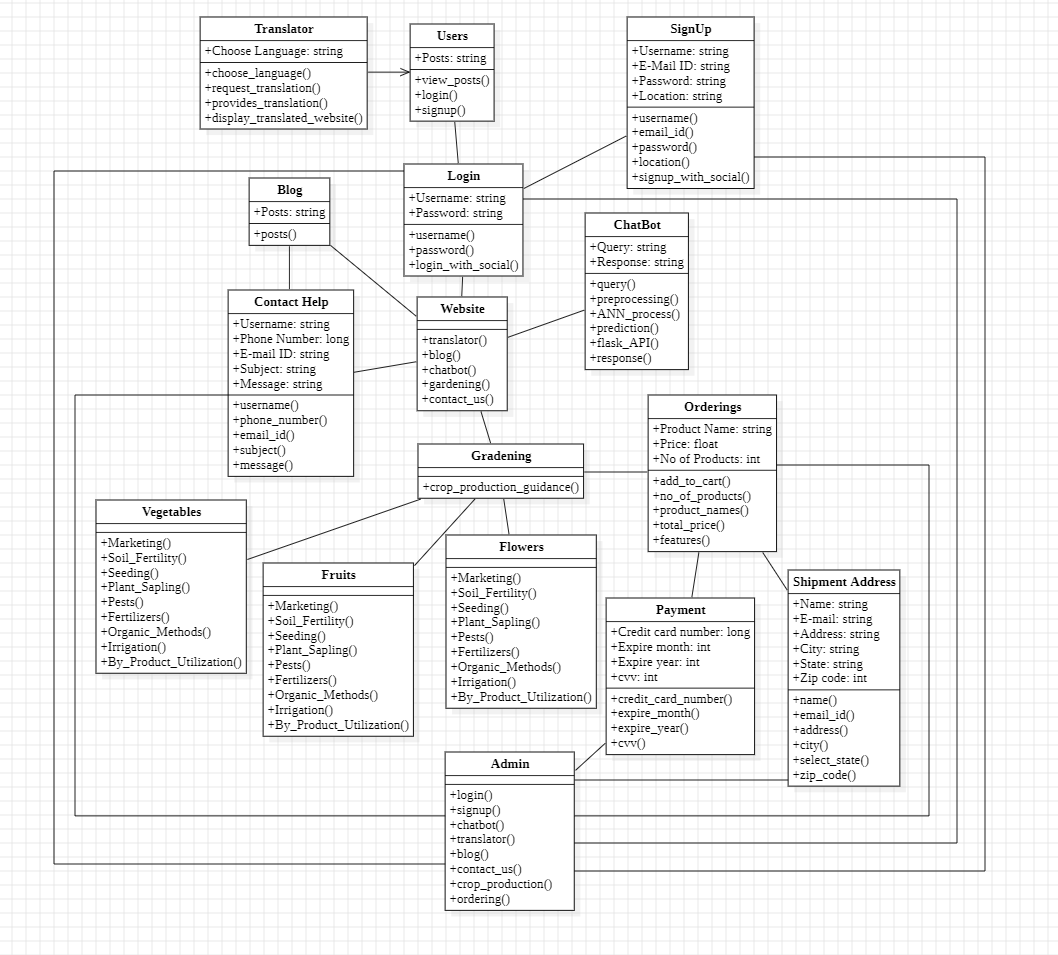 Translator
+Choose Language: string
+choose_language()
+request_translation()
+provides_translation()
+display_translated_website()
Users
+Posts: string
+view_posts()
+login()
+signup()
SignUp
+Username: string
+E-Mail ID: string
+Password: string
+Location: string
+username()
+email_id()
+password()
+location()
+signup_with_social()
Login
+Username: string
+Password: string
+username()
+password()
+login_with_social()
Blog
+Posts: string
+posts()
ChatBot
+Query: string
+Response: string
+query()
+preprocessing()
+ANN_process()
+prediction()
+flask_API()
+response()
Contact Help
+Username: string
+Phone Number: long
+E-mail ID: string
+Subject: string
+Message: string
+username()
+phone_number()
+email_id()
+subject()
+message()
Website
+translator()
+blog()
+chatbot()
+gardening()
+contact_us()
Orderings
+Product Name: string
+Price: float
+No of Products: int
+add_to_cart()
+no_of_products()
+product_names()
+total_price()
+features()
Gradening
+crop_production_guidance()
Vegetables
+Marketing()
+Soil_Fertility()
+Seeding()
+Plant_Sapling()
+Pests()
+Fertilizers()
+Organic_Methods()
+Irrigation()
+By_Product_Utilization()
Fruits
+Marketing()
+Soil_Fertility()
+Seeding()
+Plant_Sapling()
+Pests()
+Fertilizers()
+Organic_Methods()
+Irrigation()
+By_Product_Utilization()
Flowers
+Marketing()
+Soil_Fertility()
+Seeding()
+Plant_Sapling()
+Pests()
+Fertilizers()
+Organic_Methods()
+Irrigation()
+By_Product_Utilization()
Payment
+Credit card number: long
+Expire month: int
+Expire year: int
+cvv: int
+credit_card_number()
+expire_month()
+expire_year()
+cvv()
Shipment Address
+Name: string
+E-mail: string
+Address: string
+City: string
+State: string
+Zip code: int
+name()
+email_id()
+address()
+city()
+select_state()
+zip_code()
Admin
+login()
+signup()
+chatbot()
+translator()
+blog()
+contact_us()
+crop_production()
+ordering()